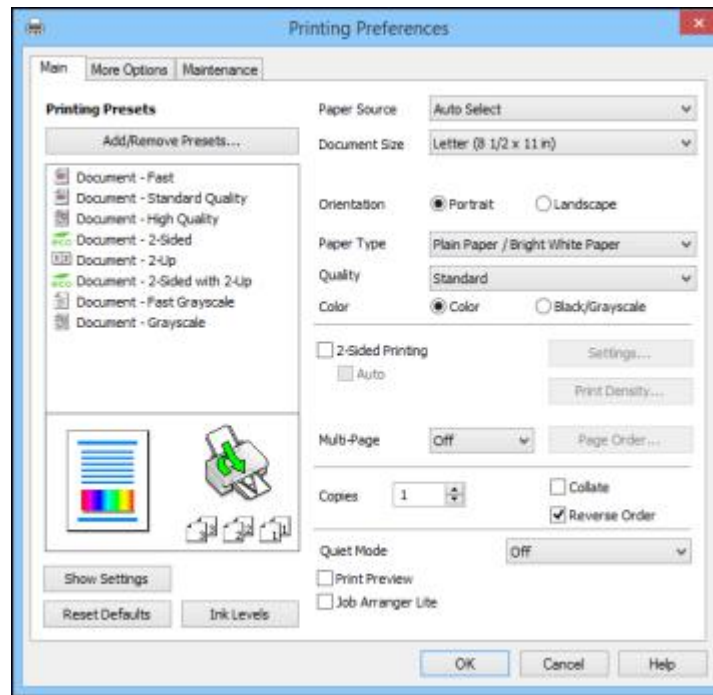 Printing Preferences
Main
More Options
Maintenance
Printing Presets
Add/Remove Presets...
Document - Fast
Document - Standard Quality
Document - High Quality
Document - 2-Sided
Document - 2-Up
Document - 2-Sided with 2-Up
Document - Fast Grayscale
Document - Grayscale
Show Settings
Reset Defaults
Ink Levels
Paper Source
Auto Select
Document Size
Letter (8 1/2 x 11 in)
Orientation
Portrait
Landscape
Paper Type
Plain Paper / Bright White Paper
Quality
Standard
Color
Color
Black/Grayscale
2-Sided Printing
Settings...
Auto
Print Density...
Multi-Page
Off
Page Order...
Copies
1
Collate
Reverse Order
Quiet Mode
Off
Print Preview
Job Arranger Lite
OK
Cancel
Help